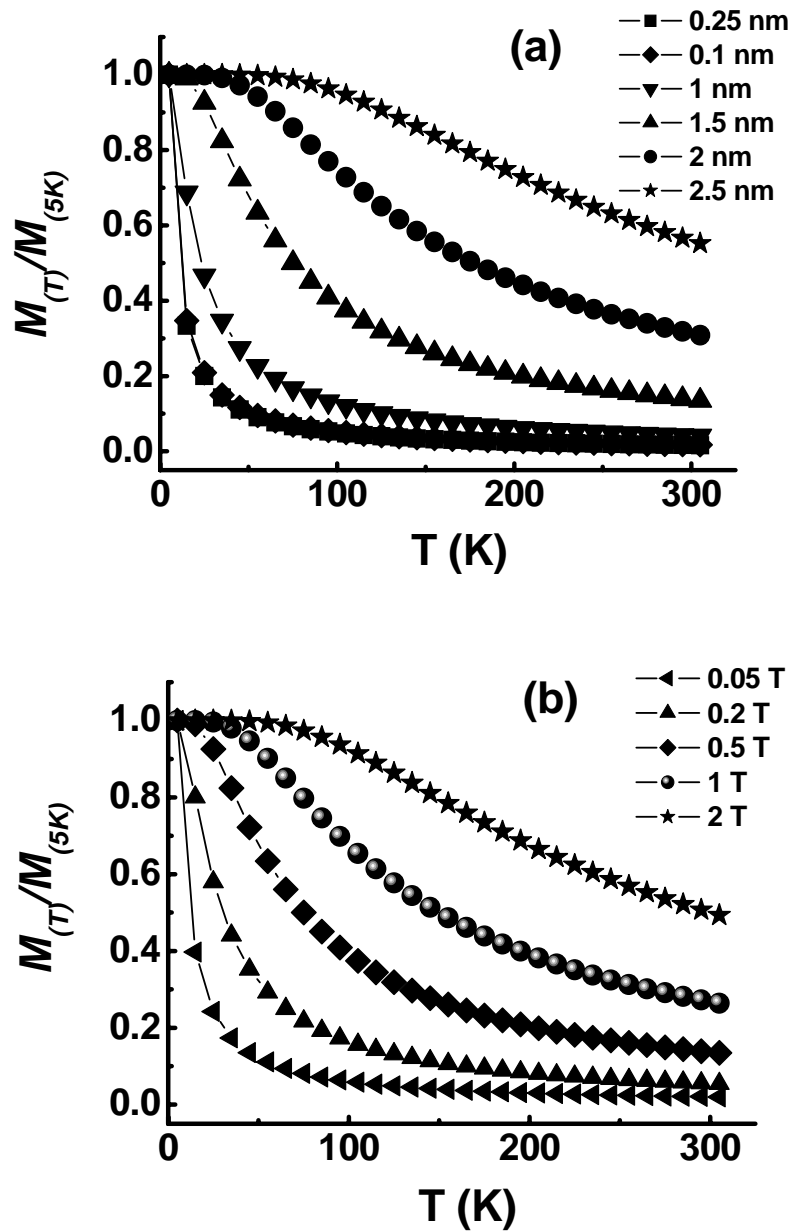 (a)
0.25 nm
0.1 nm
1 nm
1.5 nm
2 nm
2.5 nm
1.0
0.8
0.6
0.4
0.2
0.0
M(T)/M(5K)
0 100 200 300
T (K)
(b)
0.05 T
0.2 T
0.5 T
1 T
2 T
1.0
0.8
0.6
0.4
0.2
0.0
M(T)/M(5K)
0 100 200 300
T (K)